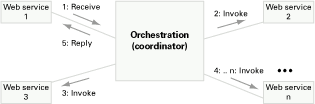 Web service
1
1: Receive
5: Reply
Orchestration
(coordinator)
2: Invoke
Web service
2
Web service
3
3: Invoke
4: .. n: Invoke
Web service
n